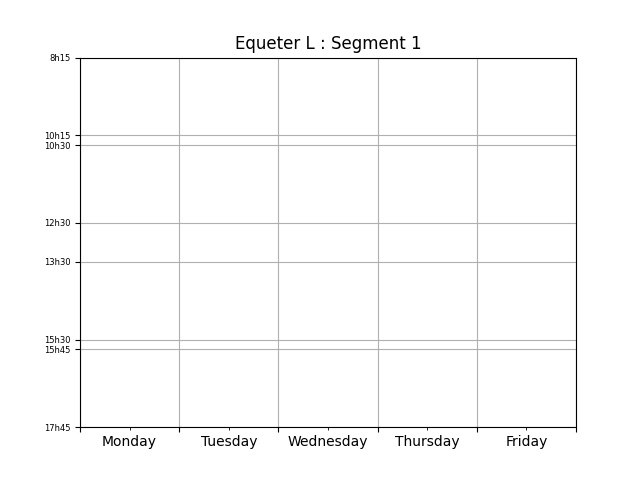 Equeter L : Segment 1
8h15
10h15
10h30
12h30
13h30
15h30
15h45
17h45
Monday Tuesday Wednesday Thursday Friday